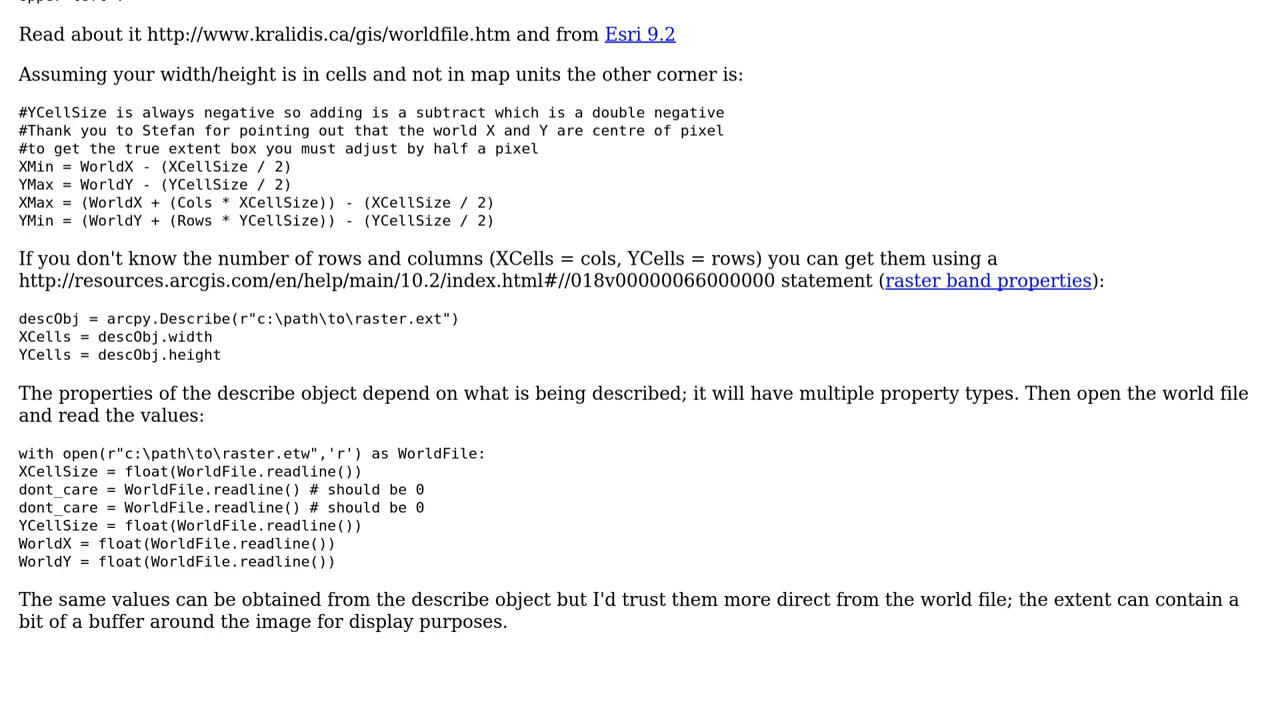 Read about it http://www.kralidis.ca/gis/worldfile.htm and from Esri 9.2
Assuming your width/height is in cells and not in map units the other corner is:
#YCellSize is always negative so adding is a subtract which is a double negative
#Thank you to Stefan for pointing out that the world X and Y are centre of pixel
#to get the true extent box you must adjust by half a pixel
XMin = WorldX - (XCellSize / 2)
YMax = WorldY - (YCellSize / 2)
XMax = (WorldX + (Cols * XCellSize)) - (XCellSize / 2)
YMin = (WorldY + (Rows * YCellSize)) - (YCellSize / 2)
If you don't know the number of rows and columns (XCells = cols, YCells = rows) you can get them using a
http://resources.arcgis.com/en/help/main/10.2/index.html#//018v00000066000000 statement (raster band properties):
descObj = arcpy.Describe(r"c:\path\to\raster.ext")
XCells = descObj.width
YCells = descObj.height
The properties of the describe object depend on what is being described; it will have multiple property types. Then open the world file
and read the values:
with open(r"c:\path\to\raster.etw",'r') as WorldFile:
XCellSize = float(WorldFile.readline())
dont_care = WorldFile.readline() # should be 0
dont_care = WorldFile.readline() # should be 0
YCellSize = float(WorldFile.readline())
WorldX = float(WorldFile.readline())
WorldY = float(WorldFile.readline())
The same values can be obtained from the describe object but I'd trust them more direct from the world file; the extent can contain a
bit of a buffer around the image for display purposes.